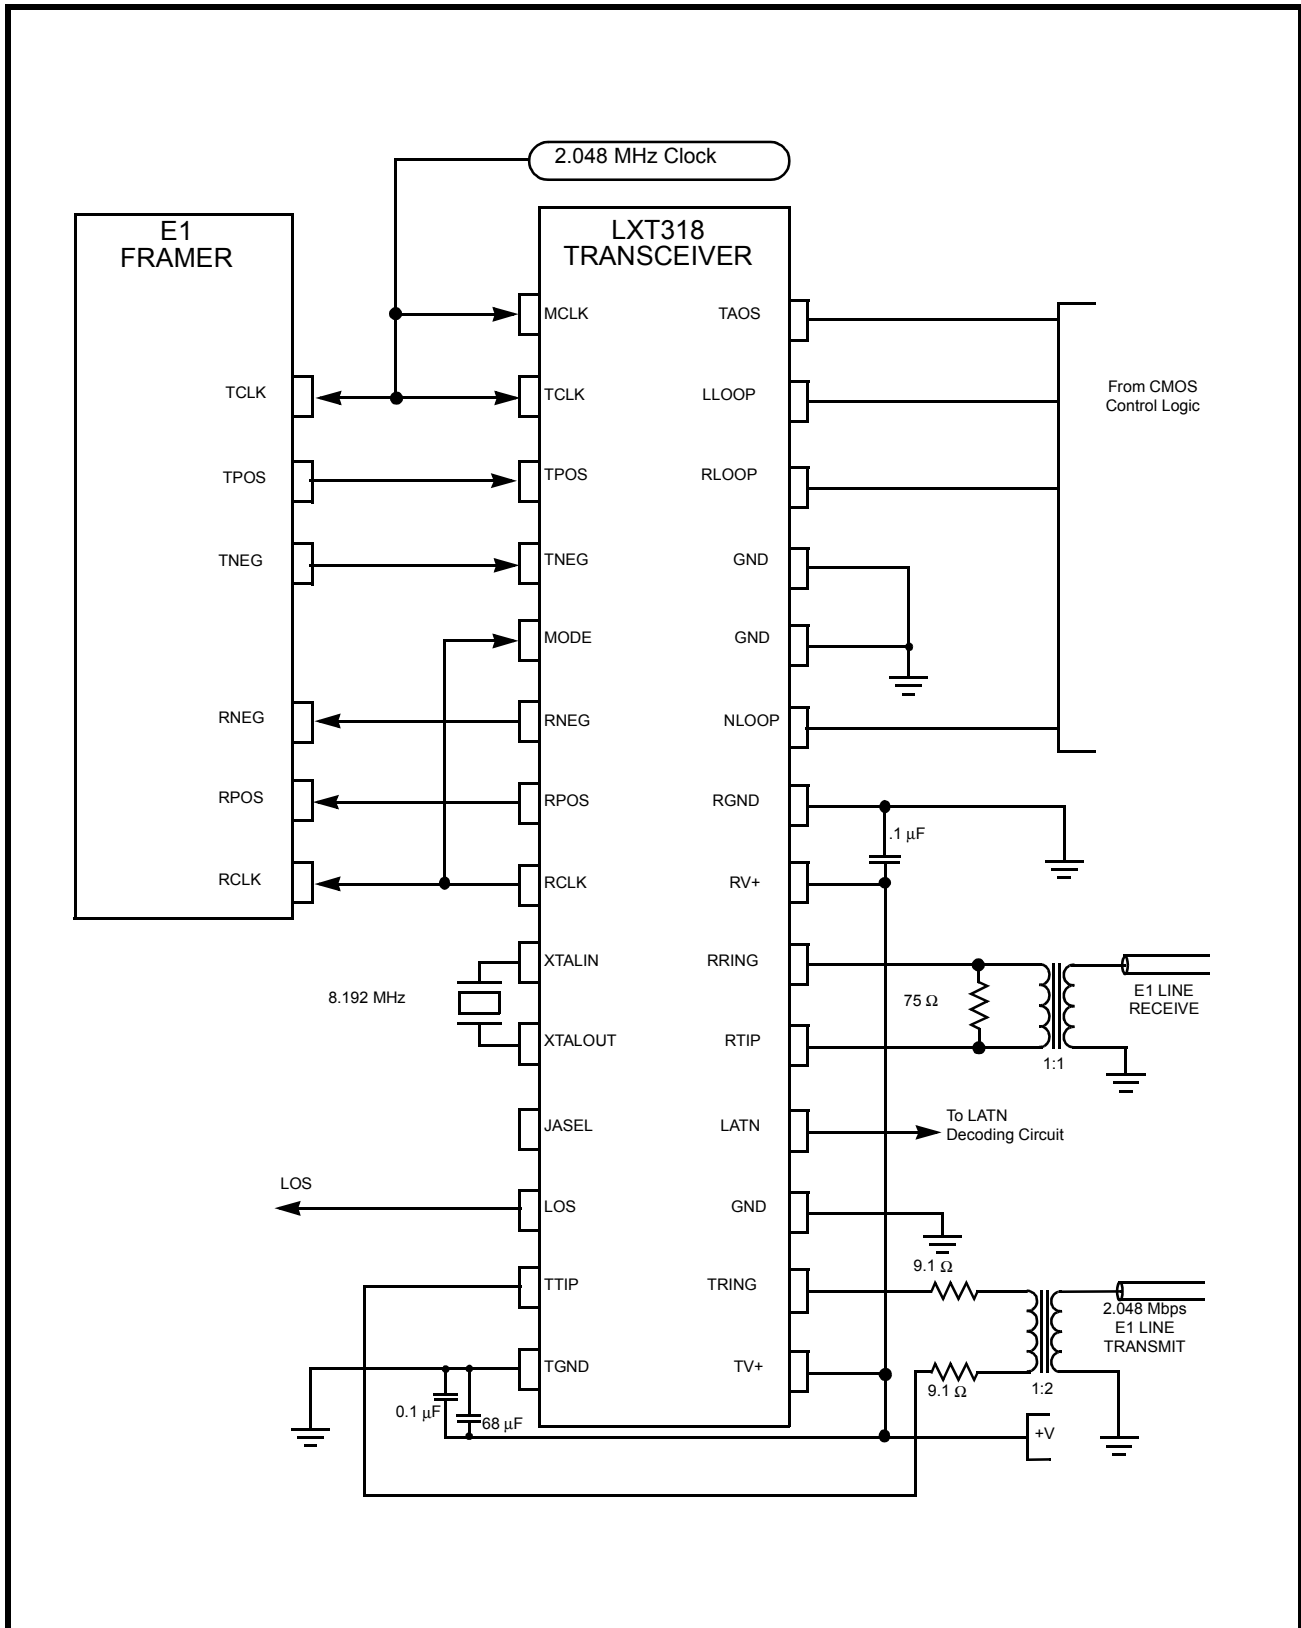 2.048 MHz Clock
E1
FRAMER
LXT318
TRANSCEIVER
MCLK
TAOS
TCLK
TCLK
LLOOP
From CMOS
Control Logic
TPOS
TPOS
RLOOP
TNEG
TNEG
GND
MODE
GND
RNEG
RNEG
NLOOP
RPOS
RPOS
RGND
.1 μF
RCLK
RCLK
RV+
XTALIN
RRING
8.192 MHz
75 Ω
E1 LINE
RECEIVE
XTALOUT
RTIP
1:1
JASEL
LATN
To LATN
Decoding Circuit
LOS
LOS
GND
9.1 Ω
TTIP
TRING
2.048 Mbps
E1 LINE
TRANSMIT
TGND
TV+
9.1 Ω
1:2
0.1 μF
68 μF
+V